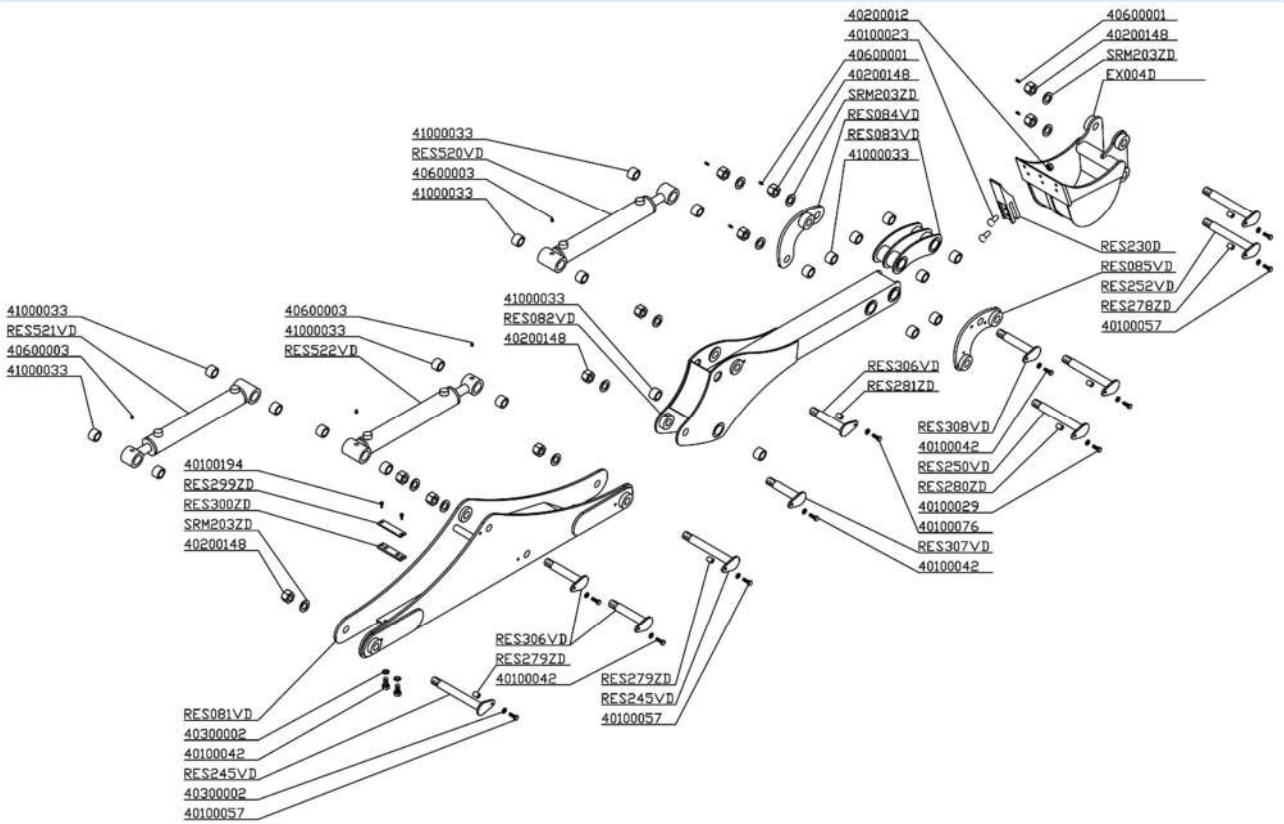 40200012
40100023
40600001
40200148
SRM203ZD
RES084VD
RES083VD
41000033
40600001
40200148
SRM203ZD
EX004D
41000033
RES520VD
40600003
41000033
RES230D
RES085VD
RES252VD
RES278ZD
40100057
41000033
RES521VD
40600003
41000033
40600003
41000033
RES522VD
41000033
RES082VD
40200148
RES306VD
RES281ZD
RES308VD
40100042
RES250VD
RES280ZD
40100029
40100076
RES307VD
40100042
40100194
RES299ZD
RES300ZD
SRM203ZD
40200148
RES306VD
RES279ZD
40100042
RES279ZD
RES245VD
40100057
RES081VD
40300002
40100042
RES245VD
40300002
40100057